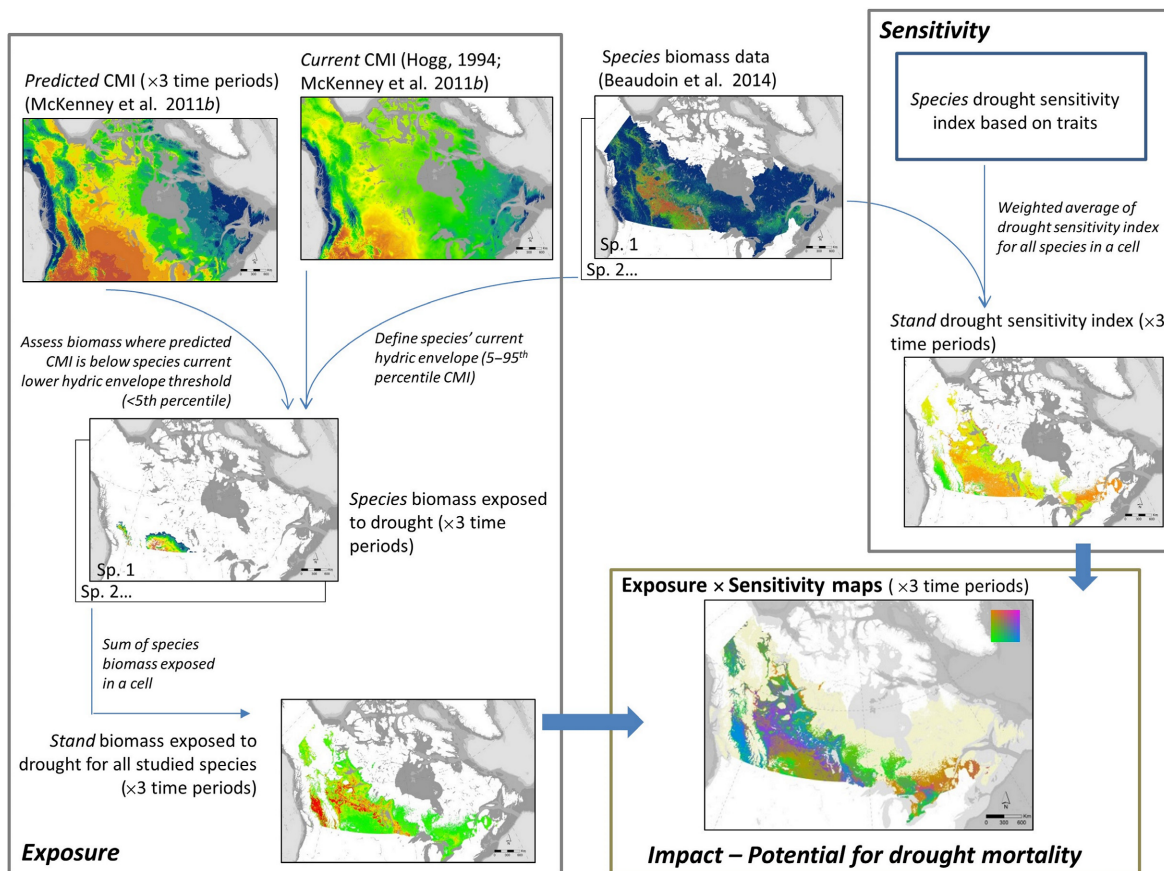 Predicted CMI (×3 time periods)
(McKenney et al. 2011b)
Current CMI (Hogg, 1994;
McKenney et al. 2011b)
Species biomass data
(Beaudoin et al. 2014)
Sp. 1
Sp. 2...
Sensitivity
Species drought sensitivity
index based on traits
Weighted average of
drought sensitivity index
for all species in a cell
Stand drought sensitivity index (×3
time periods)
Assess biomass where predicted
CMI is below species current
lower hydric envelope threshold
(<5th percentile)
Define species’ current
hydric envelope (5–95th
percentile CMI)
Species biomass exposed
to drought (×3 time
periods)
Sp. 1
Sp. 2...
Sum of species
biomass exposed
in a cell
Stand biomass exposed to
drought for all studied species
(×3 time periods)
Exposure
Exposure × Sensitivity maps ( ×3 time periods)
N
Km
0 300 600
Impact – Potential for drought mortality